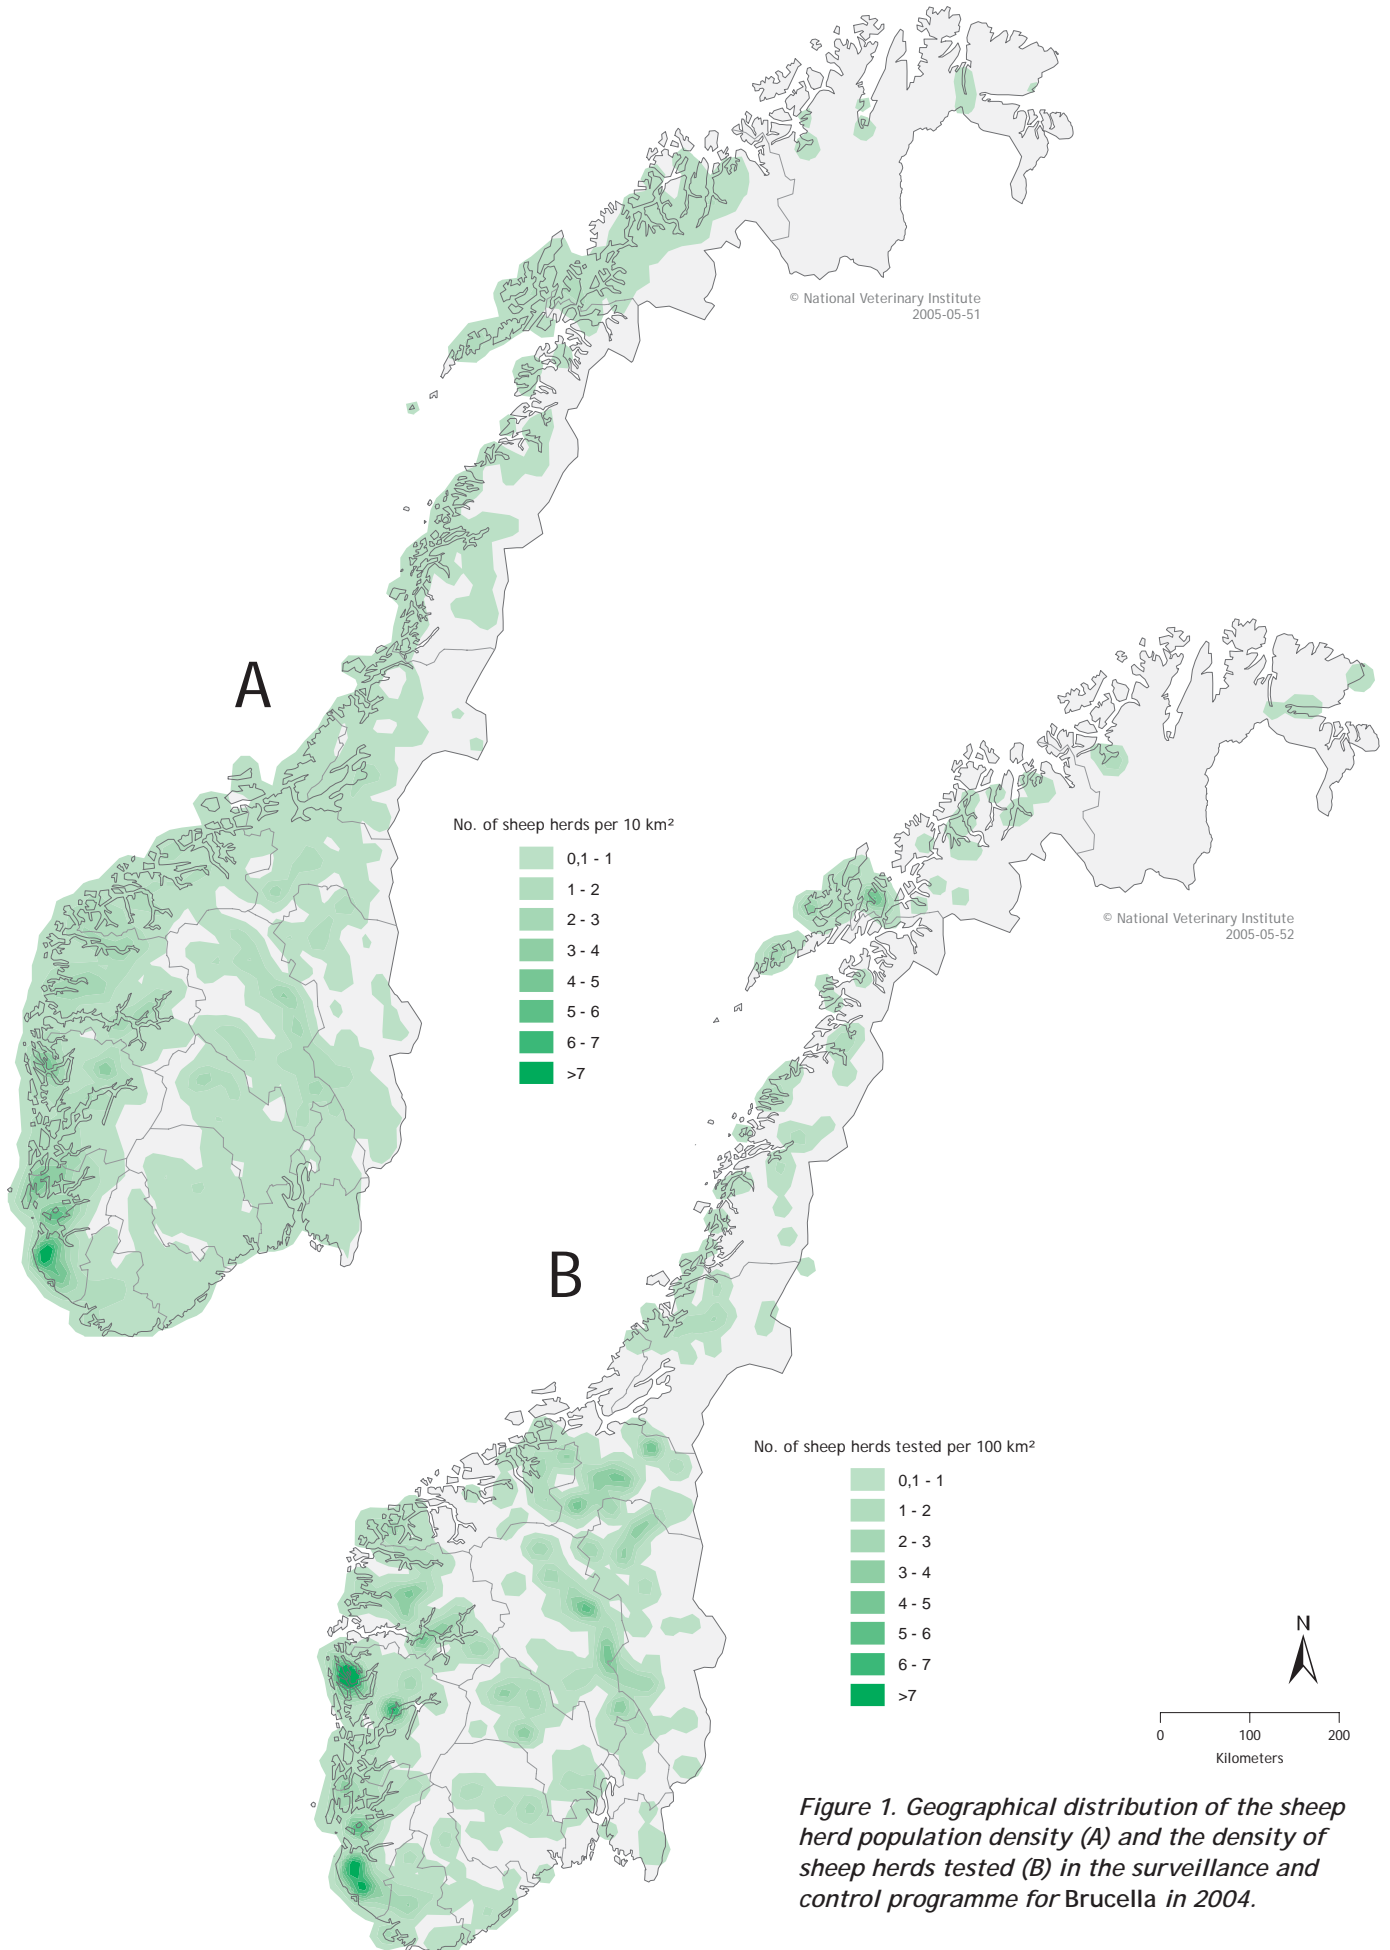 © National Veterinary Institute
2005-05-51
A
No. of sheep herds per 10 km²
0,1 - 1
1 - 2
2 - 3
3 - 4
4 - 5
5 - 6
6 - 7
>7
© National Veterinary Institute
2005-05-52
B
No. of sheep herds tested per 100 km²
0,1 - 1
1 - 2
2 - 3
3 - 4
4 - 5
5 - 6
6 - 7
>7
N
0 100 200
Kilometers
Figure 1. Geographical distribution of the sheep
herd population density (A) and the density of
sheep herds tested (B) in the surveillance and
control programme for Brucella in 2004.